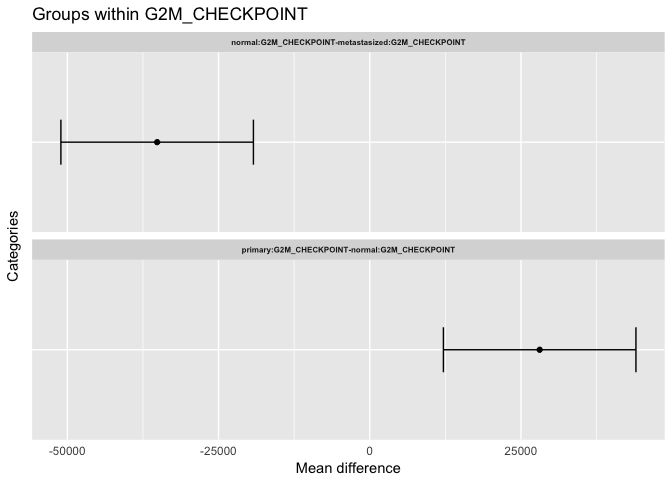 Groups within G2M_CHECKPOINT
normal:G2M_CHECKPOINT-metastasized:G2M_CHECKPOINT
primary:G2M_CHECKPOINT-normal:G2M_CHECKPOINT
Categories
-50000 -25000 0 25000
Mean difference